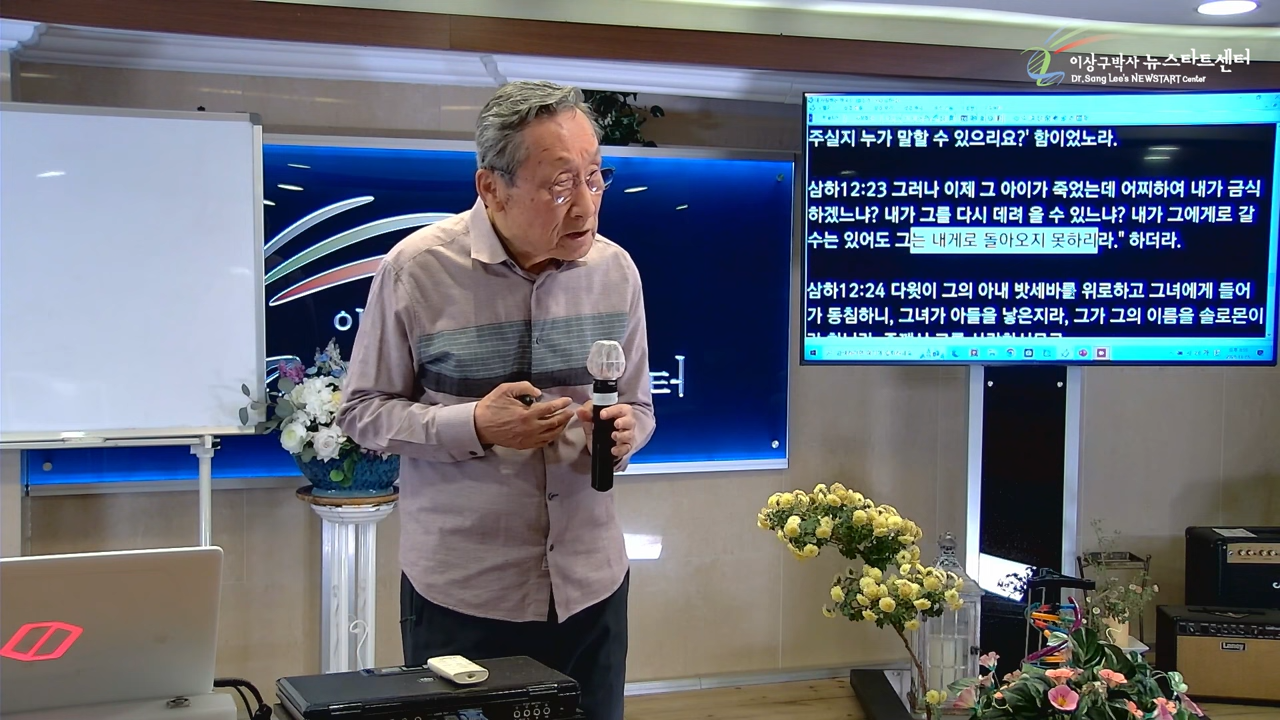 이상구박사 뉴스타트센터
Dr.Sang Lee's NEWSTART Center
주실지 누가 말할 수 있으리요?' 함이었노라.
삼하12:23 그러나 이제 그 아이가 죽었는데 어찌하여 내가 금식
하겠느냐? 내가 그를 다시 데려 올 수 있느냐? 내가 그에게로 갈
수는 있어도 그는 내게로 돌아오지 못하리라." 하더라.
삼하12:24 다윗이 그의 아내 밧세바를 위로하고 그녀에게 들어
가 동침하니, 그녀가 아들을 낳은지라, 그가 그의 이름을 솔로몬이
Laney